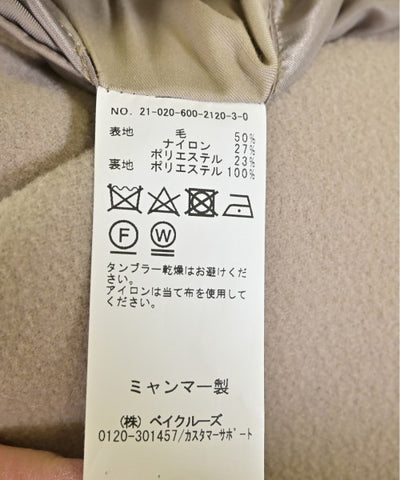 NO. 21-020-600-2120-3-0
表地 毛 50%
ナイロン 27%
ポリエステル 23%
裏地 ポリエステル 100%
F W
タンブラー乾燥はお避けくだ
さい。
アイロンは当て布を使用して
ください。
ミャンマー製
(株) ベイクルーズ
0120-301457/カスタマーサポート